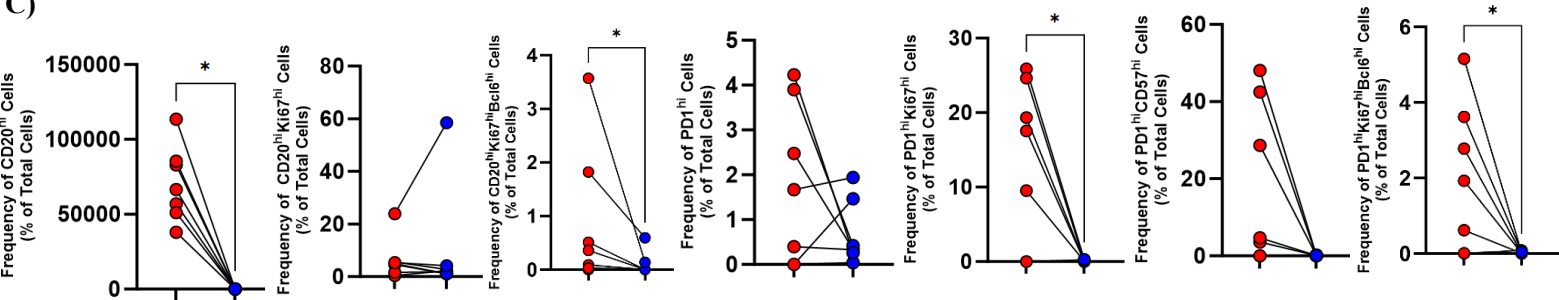 C)
Frequency of CD20hi Cells
(% of Total Cells)
150000
100000
50000
0
*
Frequency of CD20hiKi67hi Cells
(% of Total Cells)
80
60
40
20
0
Frequency of CD20hiKi67hiBcl6hi Cells
(% of Total Cells)
4
3
2
1
0
*
Frequency of PD1hi Cells
(% of Total Cells)
5
4
3
2
1
0
Frequency of PD1hiKi67hi Cells
(% of Total Cells)
30
20
10
0
*
Frequency of PD1hiCD57hi Cells
(% of Total Cells)
60
40
20
0
Frequency of PD1hiKi67hiBcl6hi Cells
(% of Total Cells)
6
4
2
0
*